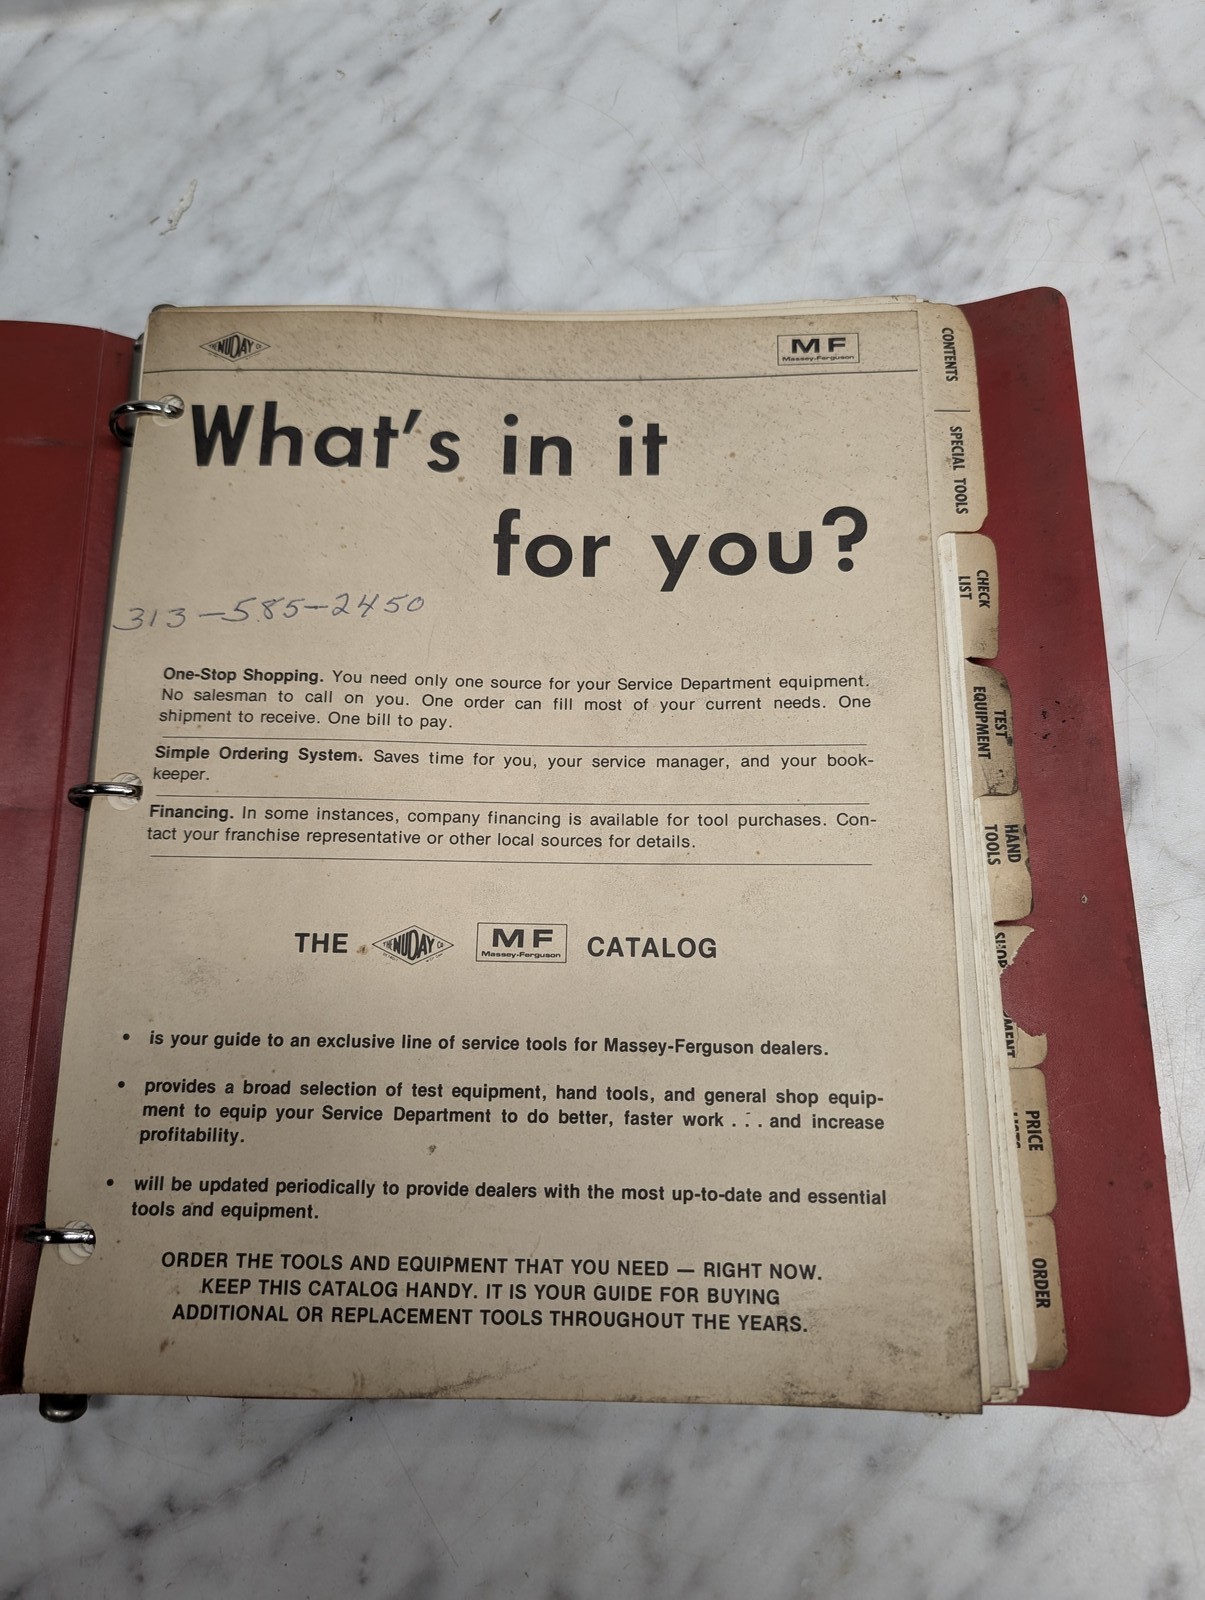 THE NUDAY CO
MF
Massey-Ferguson
What's in it
for you?
313-585-2450
One-Stop Shopping. You need only one source for your Service Department equipment.
No salesman to call on you. One order can fill most of your current needs. One
shipment to receive. One bill to pay.
Simple Ordering System. Saves time for you, your service manager, and your book-
keeper.
Financing. In some instances, company financing is available for tool purchases. Con-
tact your franchise representative or other local sources for details.
THE THE NUDAY CO MF Massey-Ferguson CATALOG
• is your guide to an exclusive line of service tools for Massey-Ferguson dealers.
• provides a broad selection of test equipment, hand tools, and general shop equip-
ment to equip your Service Department to do better, faster work . . . and increase
profitability.
• will be updated periodically to provide dealers with the most up-to-date and essential
tools and equipment.
ORDER THE TOOLS AND EQUIPMENT THAT YOU NEED — RIGHT NOW.
KEEP THIS CATALOG HANDY. IT IS YOUR GUIDE FOR BUYING
ADDITIONAL OR REPLACEMENT TOOLS THROUGHOUT THE YEARS.
CONTENTS
SPECIAL TOOLS
CHECK
LIST
TEST
EQUIPMENT
HAND
TOOLS
SHOP
PRICE
ORDER